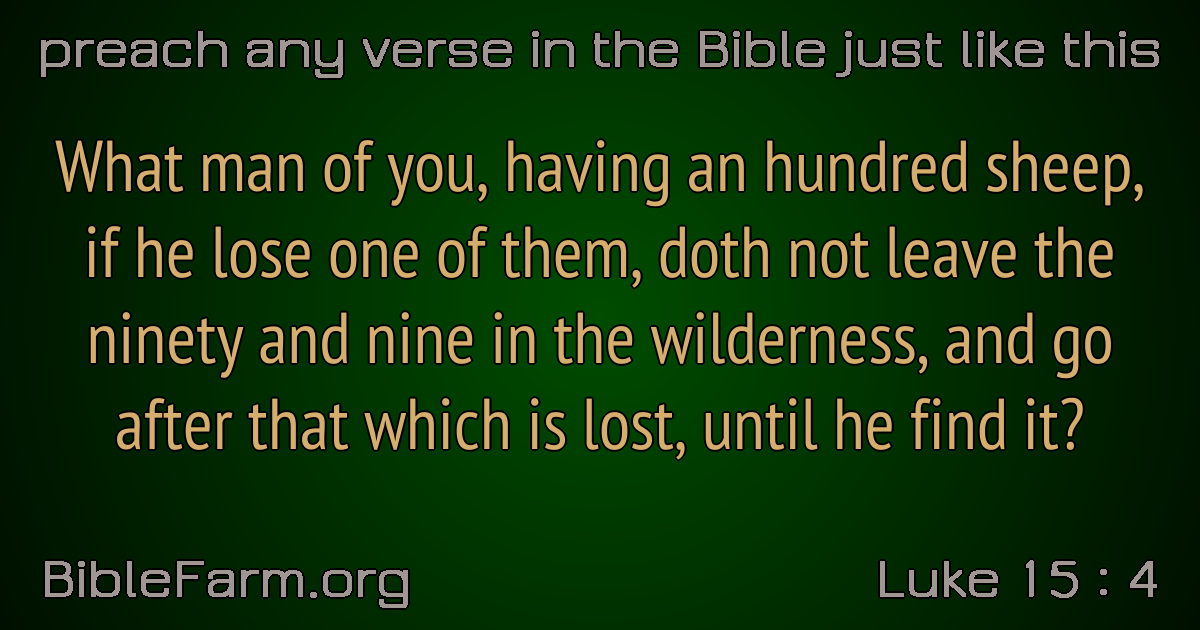 preach any verse in the Bible just like this
What man of you, having an hundred sheep,
if he lose one of them, doth not leave the
ninety and nine in the wilderness, and go
after that which is lost, until he find it?
BibleFarm.org
Luke 15 : 4